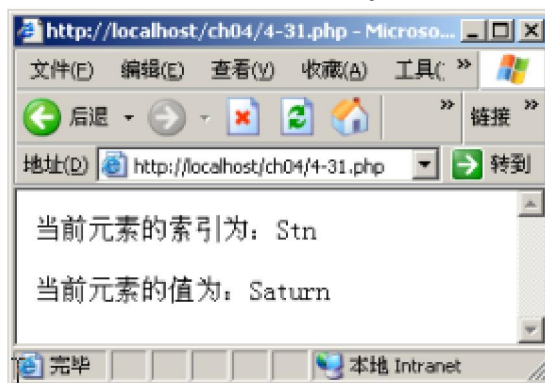 http://localhost/ch04/4-31.php - Microso...
文件(F) 编辑(E) 查看(V) 收藏(A) 工具( »
后退 » 链接 »
地址(D) http://localhost/ch04/4-31.php 转到
当前元素的索引为：Stn
当前元素的值为：Saturn
完毕 本地 Intranet